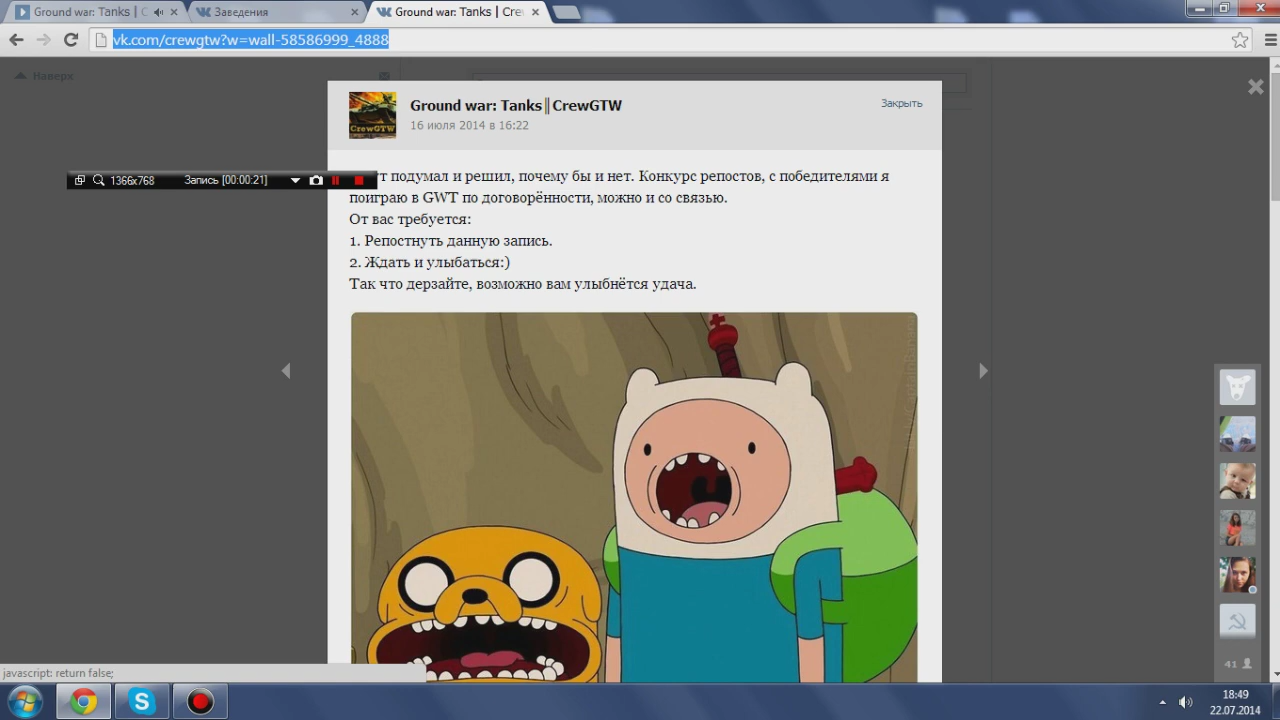 Ground war: Tanks | C
Заведения
Ground war: Tanks | Crew
vk.com/crewgtw?w=wall-58586999_4888
Наверх
Ground war: Tanks║CrewGTW
Закрыть
16 июля 2014 в 16:22
CrewGTW
1366x768
Запись [00:00:21]
подумал и решил, почему бы и нет. Конкурс репостов, с победителями я
поиграю в GWT по договорённости, можно и со связью.
От вас требуется:
1. Репостнуть данную запись.
2. Ждать и улыбаться:)
Так что дерзайте, возможно вам улыбнётся удача.
41
javascript: return false;
18:49
22.07.2014